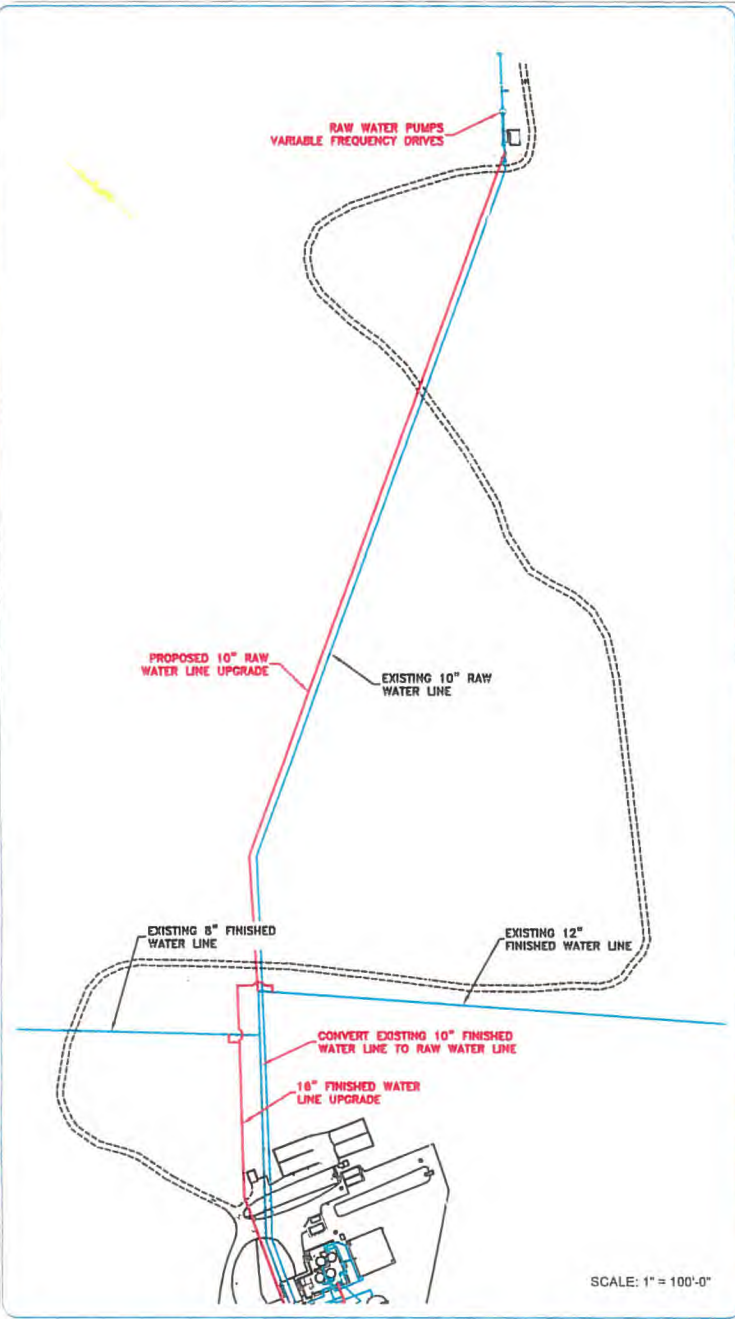 RAW WATER PUMPS
VARIABLE FREQUENCY DRIVES
PROPOSED 10" RAW
WATER LINE UPGRADE
EXISTING 10" RAW
WATER LINE
EXISTING 8" FINISHED
WATER LINE
EXISTING 12"
FINISHED WATER LINE
CONVERT EXISTING 10" FINISHED
WATER LINE TO RAW WATER LINE
16" FINISHED WATER
LINE UPGRADE
SCALE: 1" = 100'-0"